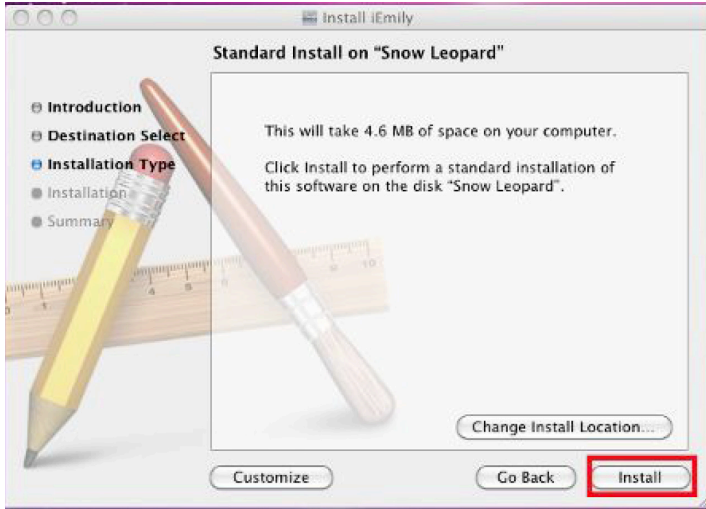 Install iEmily
Standard Install on “Snow Leopard”
Introduction
Destination Select
Installation Type
Installation
Summary
This will take 4.6 MB of space on your computer.
Click Install to perform a standard installation of
this software on the disk “Snow Leopard”.
Change Install Location...
Customize
Go Back
Install